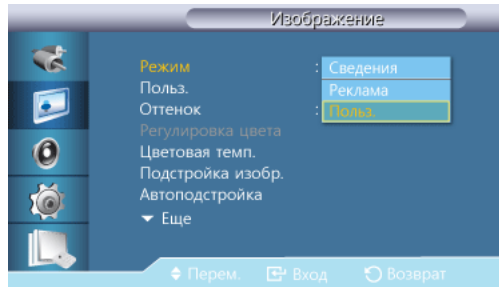 Изображение
Режим : Сведения
Польз. Реклама
Оттенок : Польз.
Регулировка цвета
Цветовая темп.
Подстройка изобр.
Автоподстройка
Еще
Перем. Вход Возврат